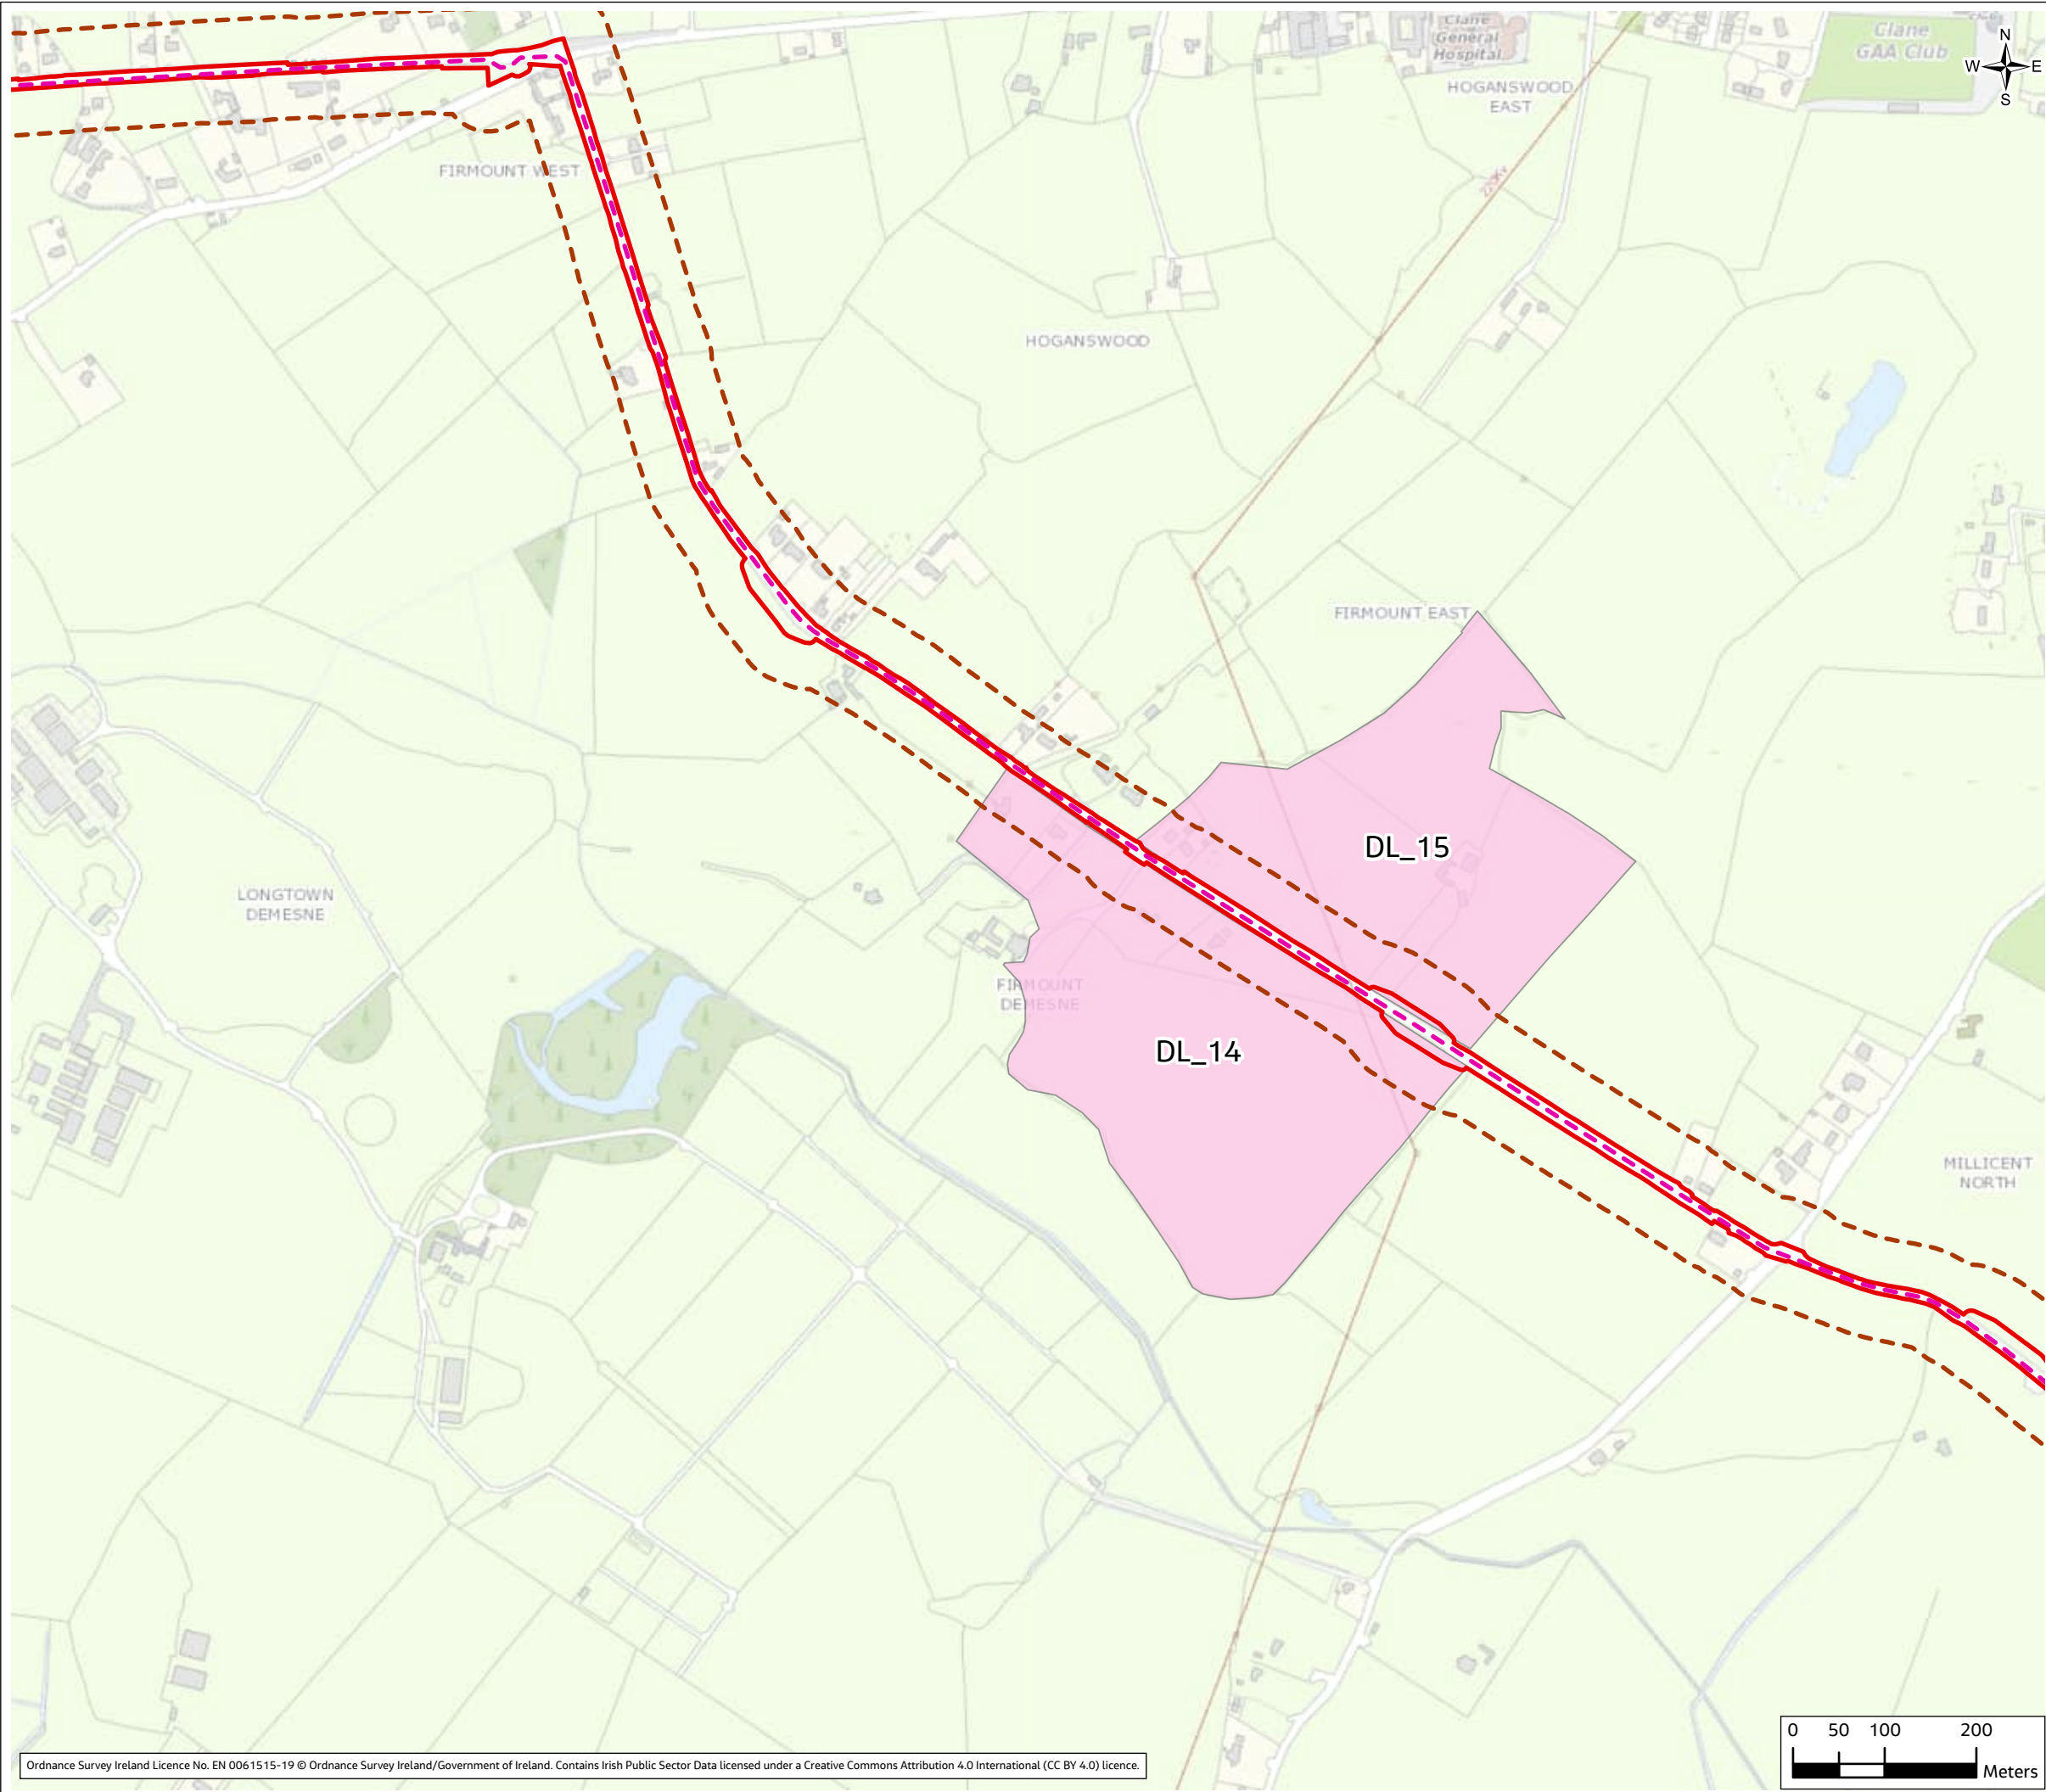 Clane
General
Hospital
Clane
GAA Club
N
W
E
S
HOGANSWOOD
EAST
FIRMOUNT WEST
220Kv
HOGANSWOOD
FIRMOUNT EAST
DL_15
LONGTOWN
DEMESNE
FIRMOUNT
DEMESNE
DL_14
MILLICENT
NORTH
0 50 100 200
Meters
Ordnance Survey Ireland Licence No. EN 0061515-19 © Ordnance Survey Ireland/Government of Ireland. Contains Irish Public Sector Data licensed under a Creative Commons Attribution 4.0 International (CC BY 4.0) licence.